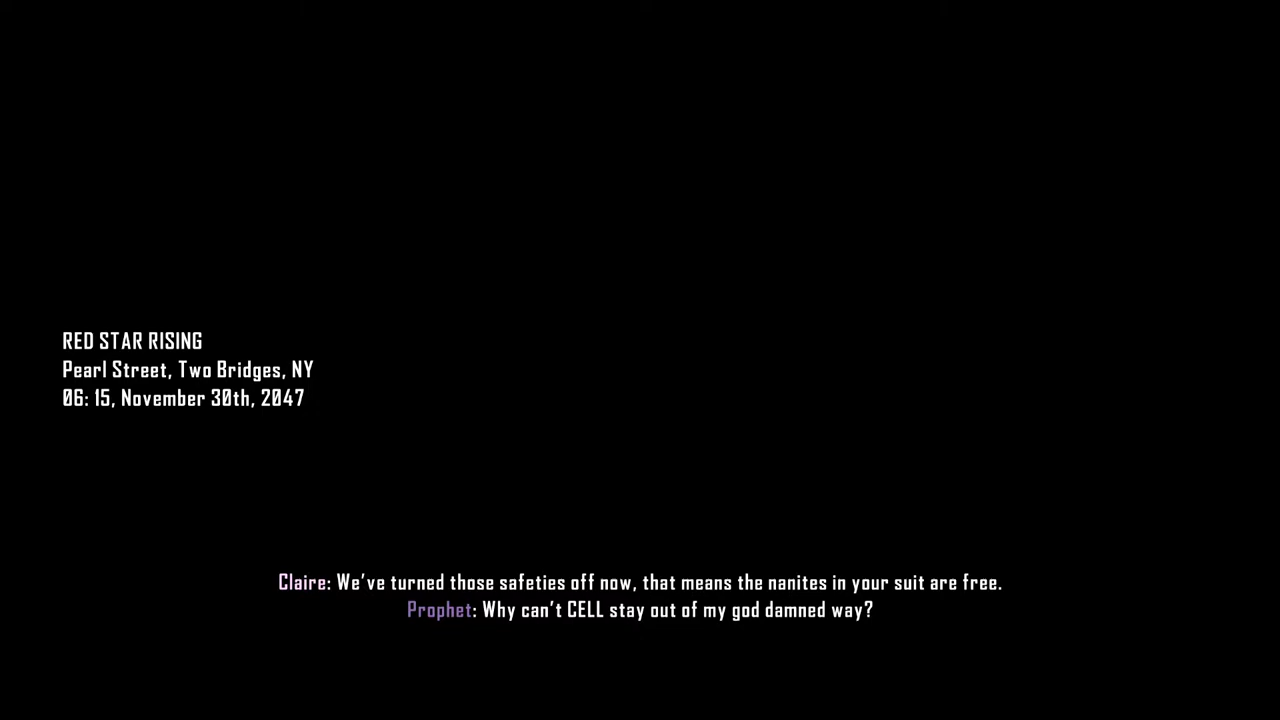 RED STAR RISING
Pearl Street, Two Bridges, NY
06: 15, November 30th, 2047
Claire: We've turned those safeties off now, that means the nanites in your suit are free.
Prophet: Why can't CELL stay out of my god damned way?